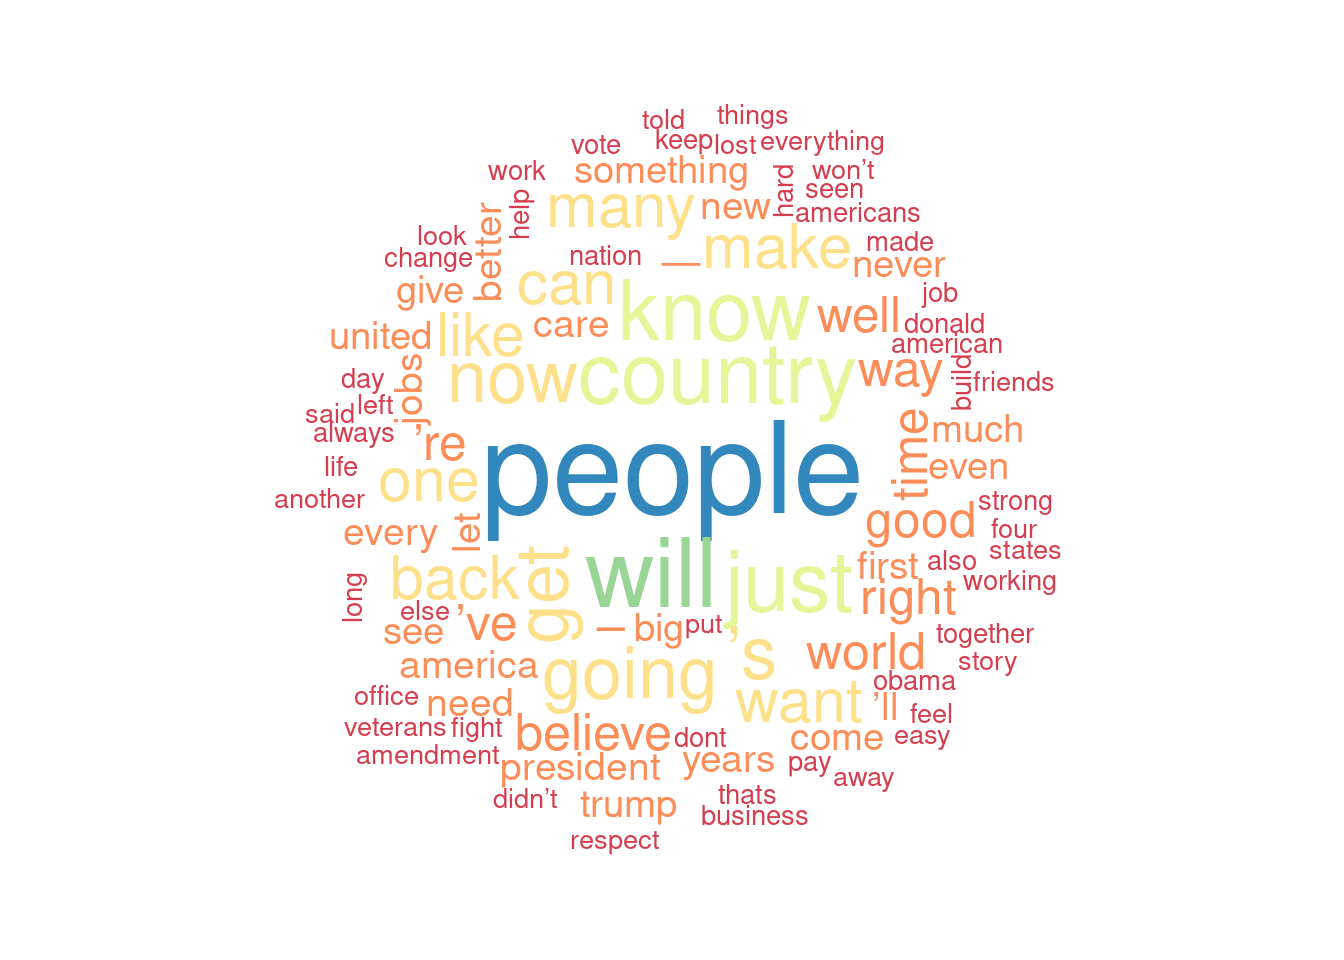 told
things
vote
keep
lost
everything
work
something
hard
won’t
seen
help
many
new
americans
look
better
nation
—
make
made
change
never
give
can
know
job
united
like
care
well
donald
american
day
jobs
now
country
way
build
friends
said
left
always
’re
time
much
life
one
people
even
another
strong
every
let
good
four
states
back
get
will
just
first
also
working
long
else
right
see
’ve
–
big
put
’s
world
together
america
going
story
office
need
want
’ll
obama
feel
veterans
fight
believe
dont
come
easy
amendment
president
years
pay
away
didn’t
trump
thats
business
respect